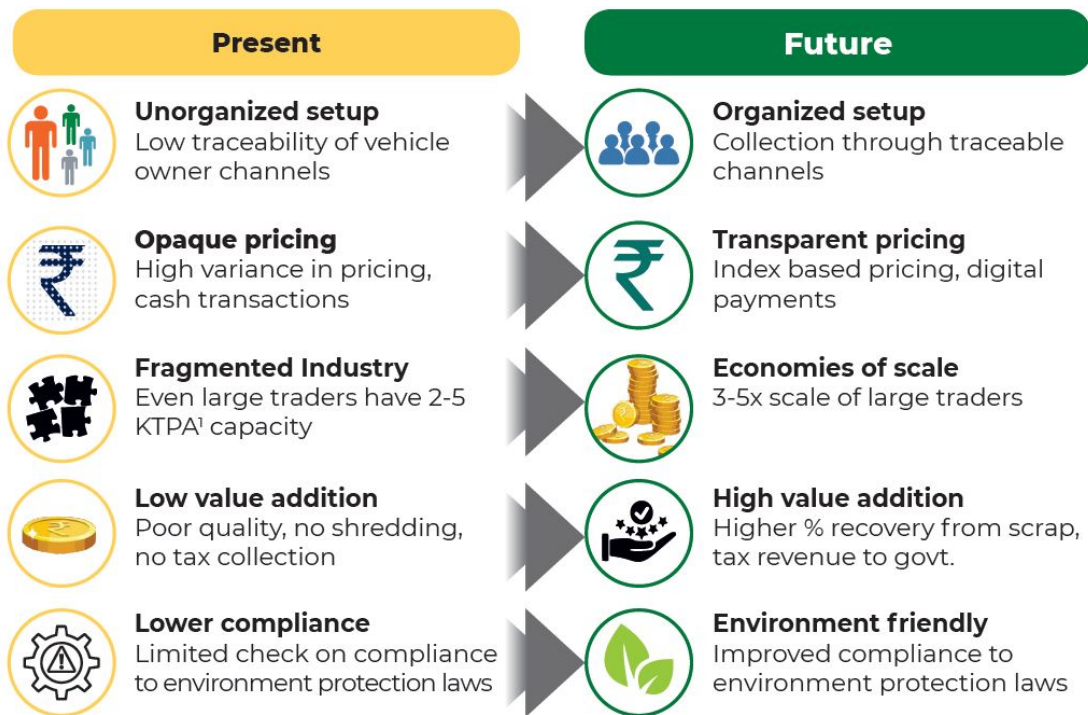 Present
Future
Unorganized setup
Low traceability of vehicle
owner channels
Organized setup
Collection through traceable
channels
Opaque pricing
High variance in pricing,
cash transactions
Transparent pricing
Index based pricing, digital
payments
Fragmented Industry
Even large traders have 2-5
KTPA¹ capacity
Economies of scale
3-5x scale of large traders
Low value addition
Poor quality, no shredding,
no tax collection
High value addition
Higher % recovery from scrap,
tax revenue to govt.
Lower compliance
Limited check on compliance
to environment protection laws
Environment friendly
Improved compliance to
environment protection laws